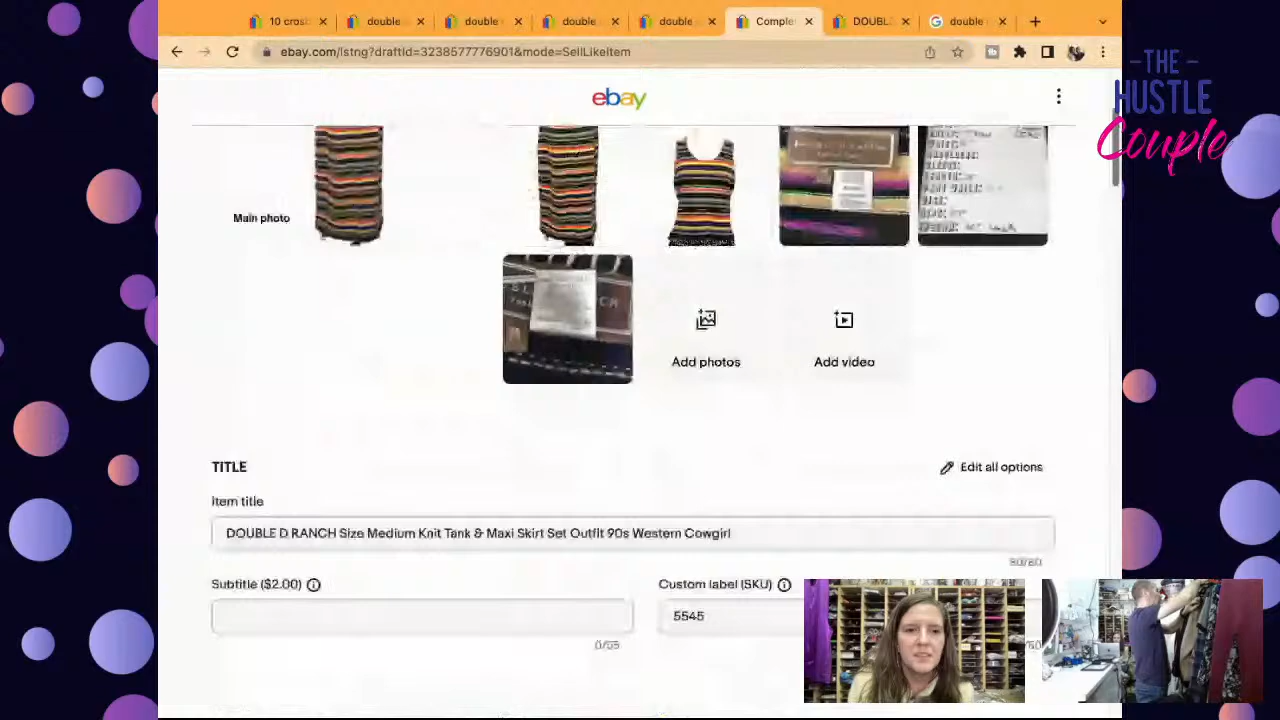 10 cros
double
double
double
double
Comple
DOUBL
double
ebay.com/lstng?draftId=3238577776901&mode=SellLikeItem
-THE-
HUSTLE
Couple
ebay
Main photo
Add photos
Add video
TITLE
Edit all options
Item title
DOUBLE D RANCH Size Medium Knit Tank & Maxi Skirt Set Outfit 90s Western Cowgirl
80/80
Subtitle ($2.00)
Custom label (SKU)
5545
0/55